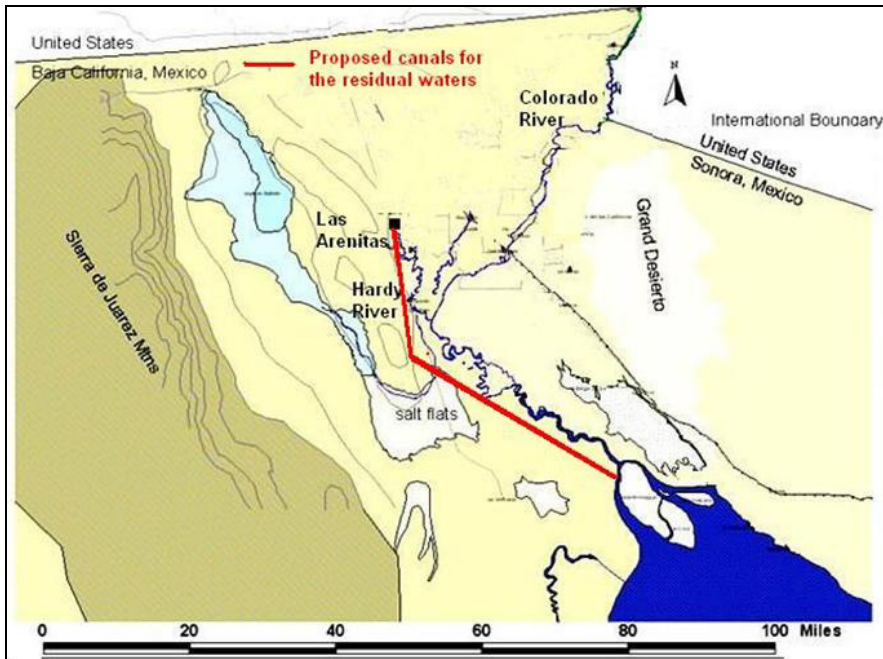 United States
Baja California, Mexico
Proposed canals for
the residual waters
Colorado
River
N
International Boundary
United States
Sonora, Mexico
Las
Arenitas
Hardy
River
Grand Desierto
Sierra de Juarez Mtns
salt flats
0 20 40 60 80 100 Miles